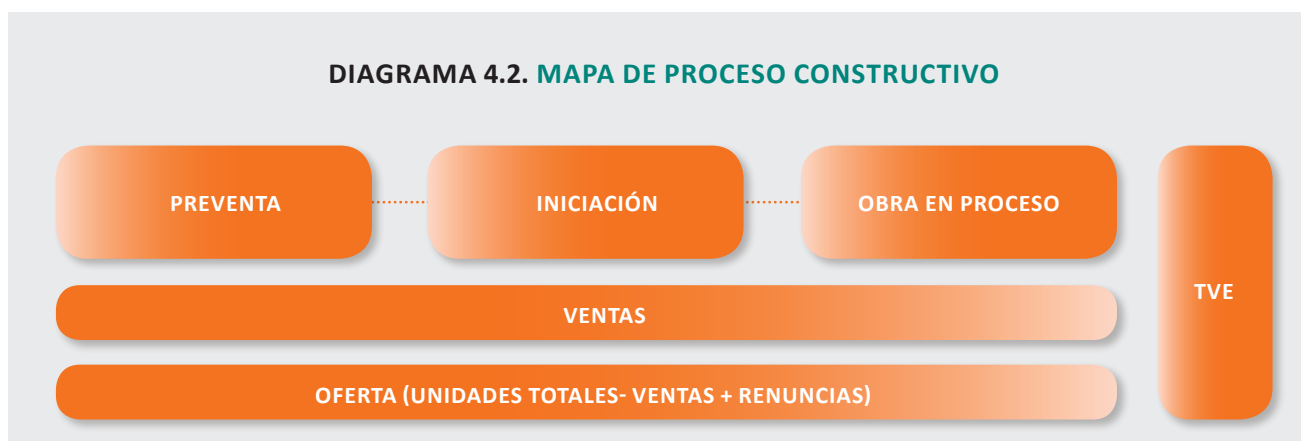 DIAGRAMA 4.2. MAPA DE PROCESO CONSTRUCTIVO
PREVENTA
INICIACIÓN
OBRA EN PROCESO
TVE
VENTAS
OFERTA (UNIDADES TOTALES- VENTAS + RENUNCIAS)